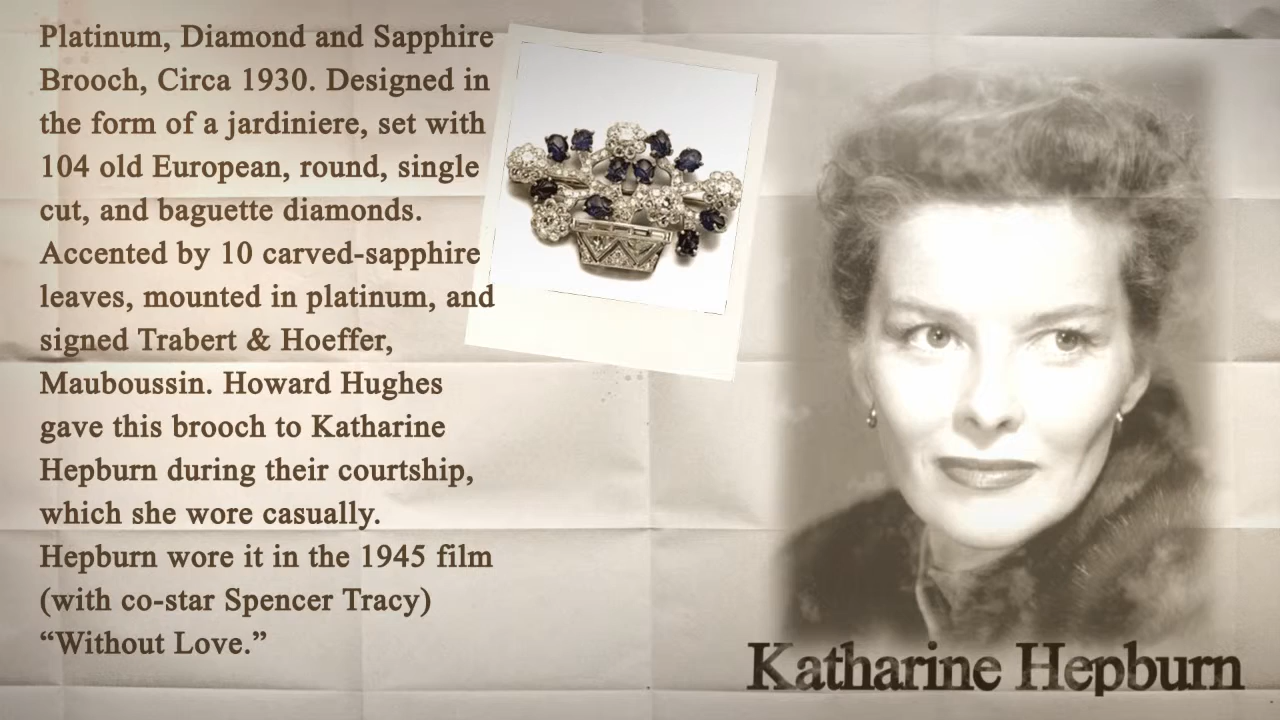 Platinum, Diamond and Sapphire
Brooch, Circa 1930. Designed in
the form of a jardiniere, set with
104 old European, round, single
cut, and baguette diamonds.
Accented by 10 carved-sapphire
leaves, mounted in platinum, and
signed Trabert & Hoeffer,
Mauboussin. Howard Hughes
gave this brooch to Katharine
Hepburn during their courtship,
which she wore casually.
Hepburn wore it in the 1945 film
(with co-star Spencer Tracy)
“Without Love.”
Katharine Hepburn